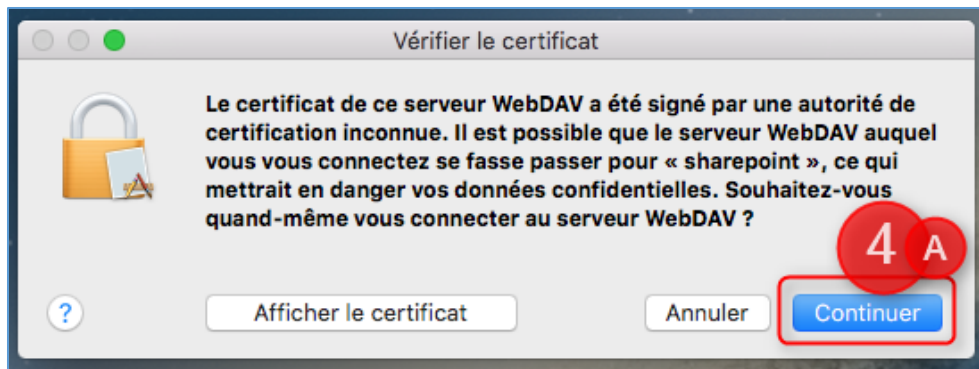 Vérifier le certificat
Le certificat de ce serveur WebDAV a été signé par une autorité de
certification inconnue. Il est possible que le serveur WebDAV auquel
vous vous connectez se fasse passer pour « sharepoint », ce qui
mettrait en danger vos données confidentielles. Souhaitez-vous
quand-même vous connecter au serveur WebDAV ?
4 A
? Afficher le certificat Annuler Continuer